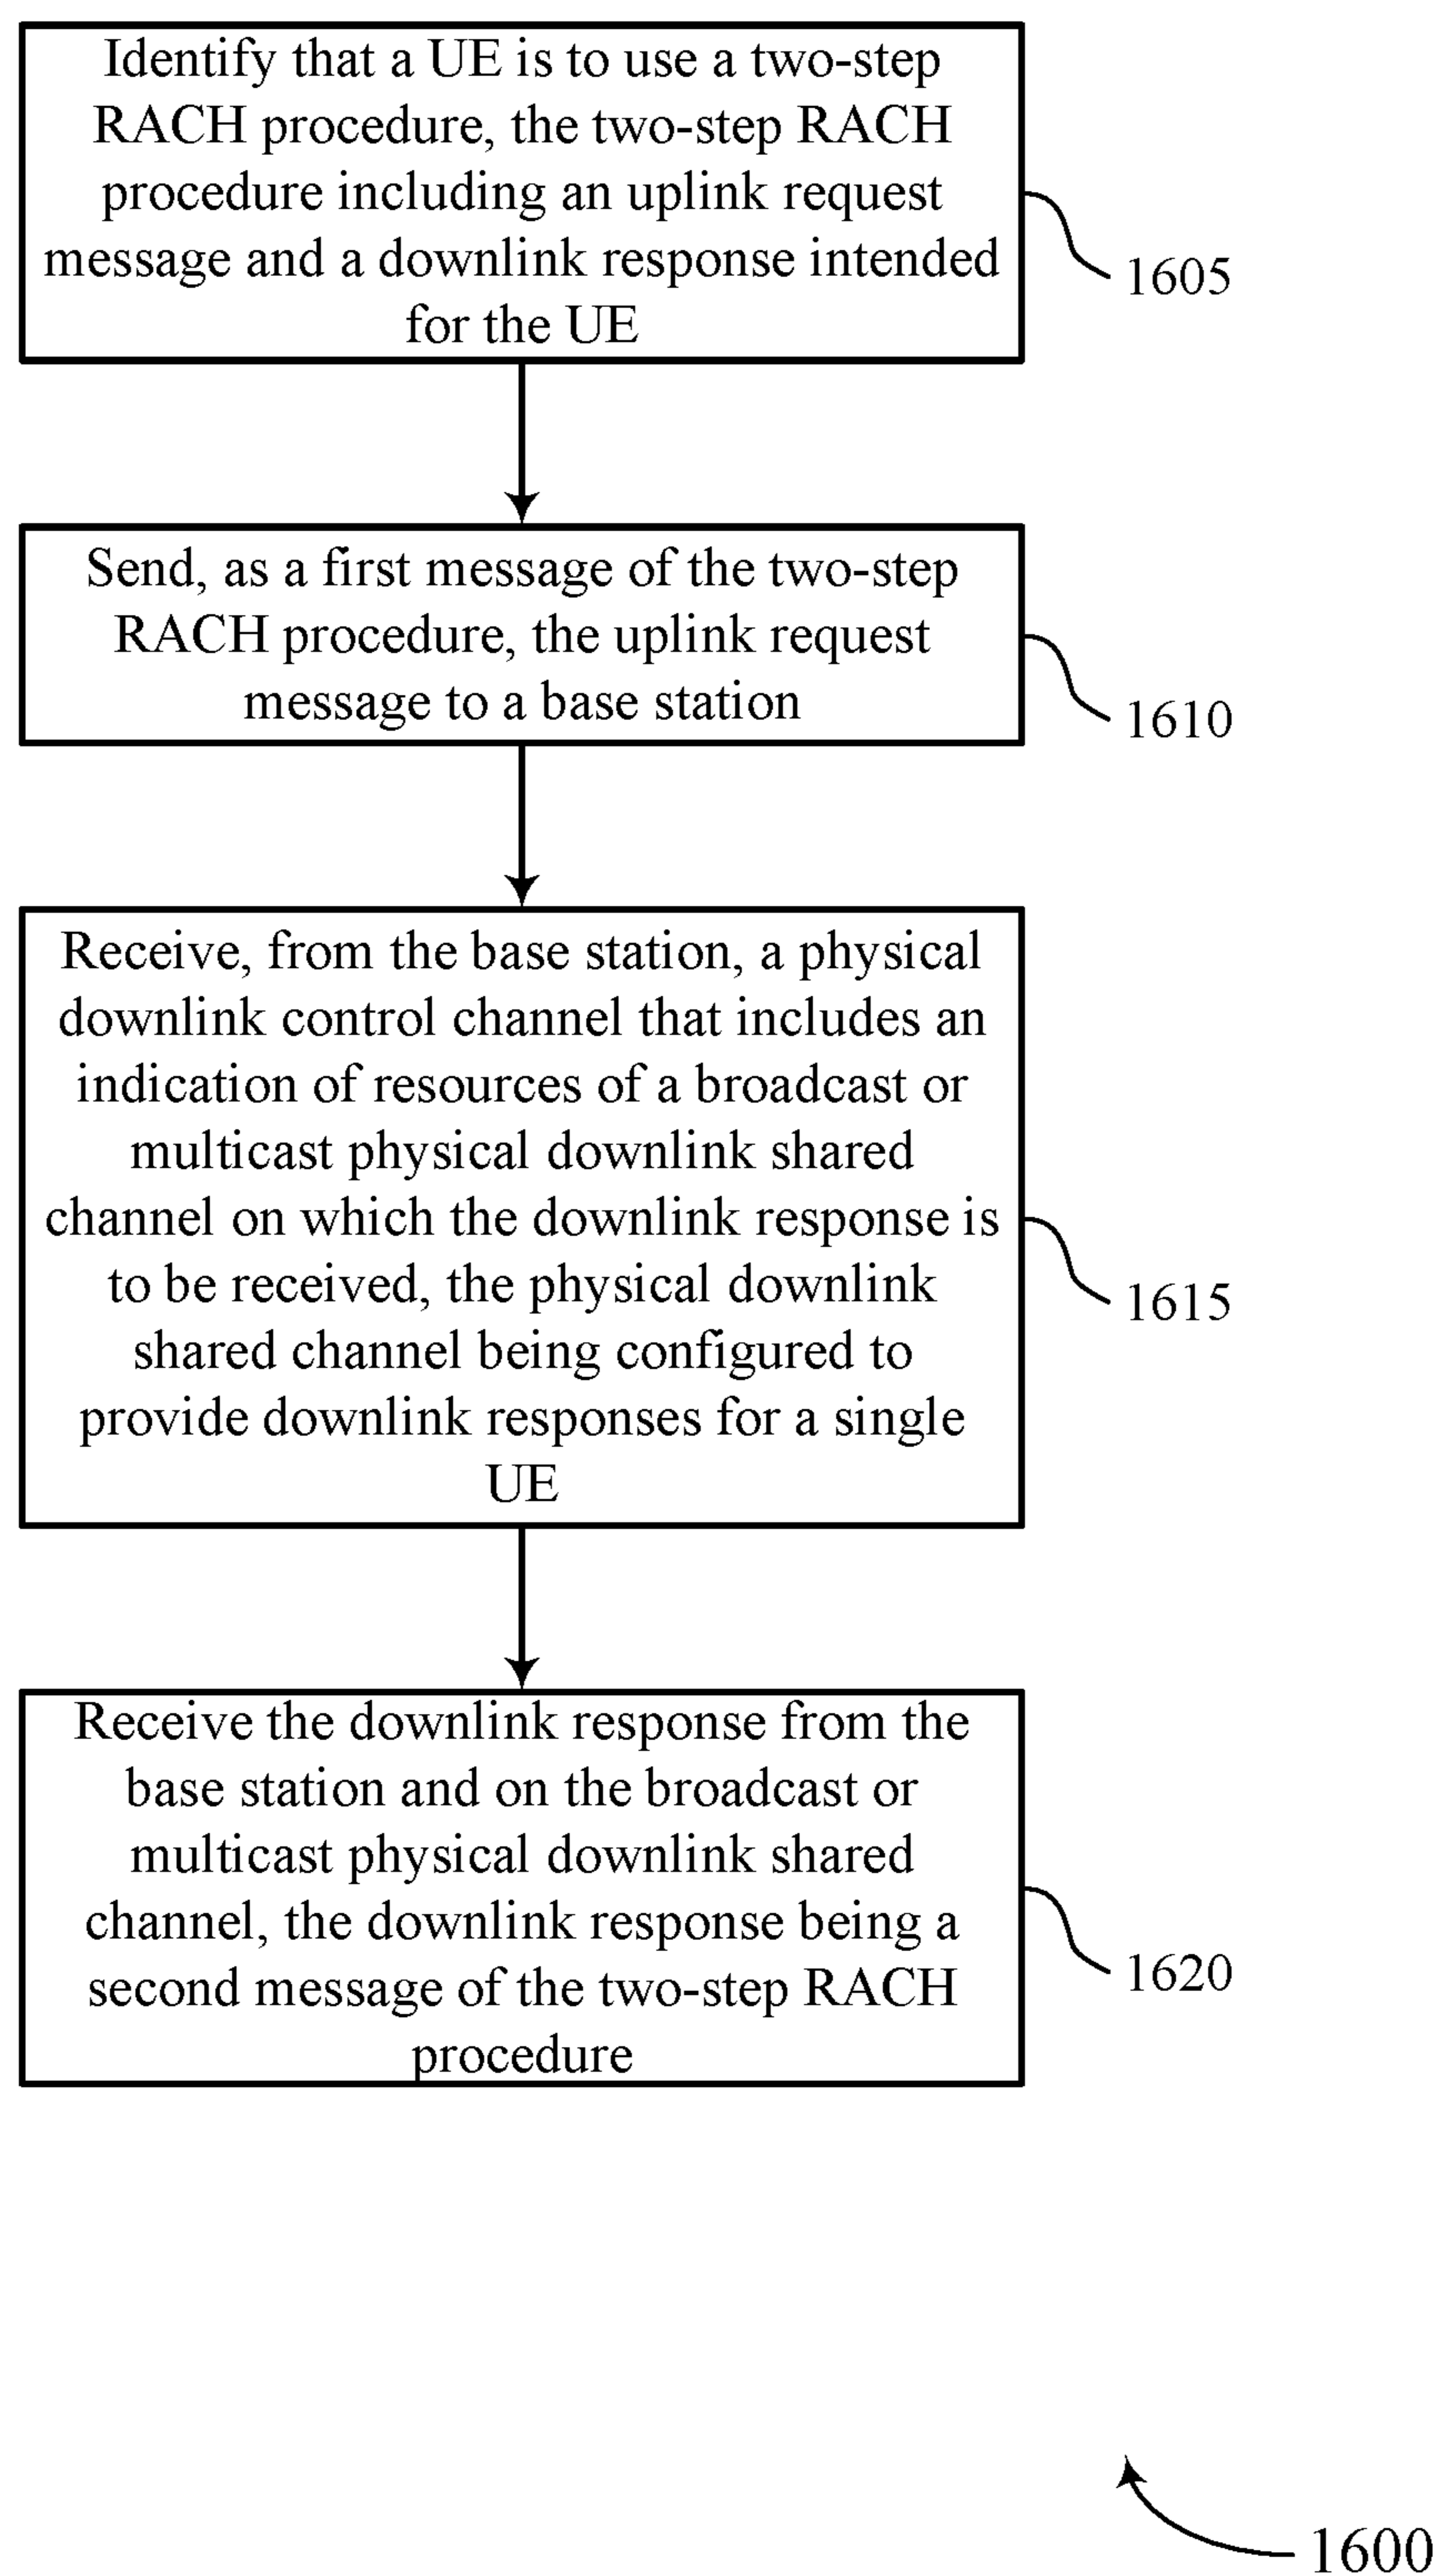 Identify that a UE is to use a two-step
RACH procedure, the two-step RACH
procedure including an uplink request
message and a downlink response intended
for the UE
1605
Send, as a first message of the two-step
RACH procedure, the uplink request
message to a base station
1610
Receive, from the base station, a physical
downlink control channel that includes an
indication of resources of a broadcast or
multicast physical downlink shared
channel on which the downlink response is
to be received, the physical downlink
shared channel being configured to
provide downlink responses for a single
UE
1615
Receive the downlink response from the
base station and on the broadcast or
multicast physical downlink shared
channel, the downlink response being a
second message of the two-step RACH
procedure
1620
1600